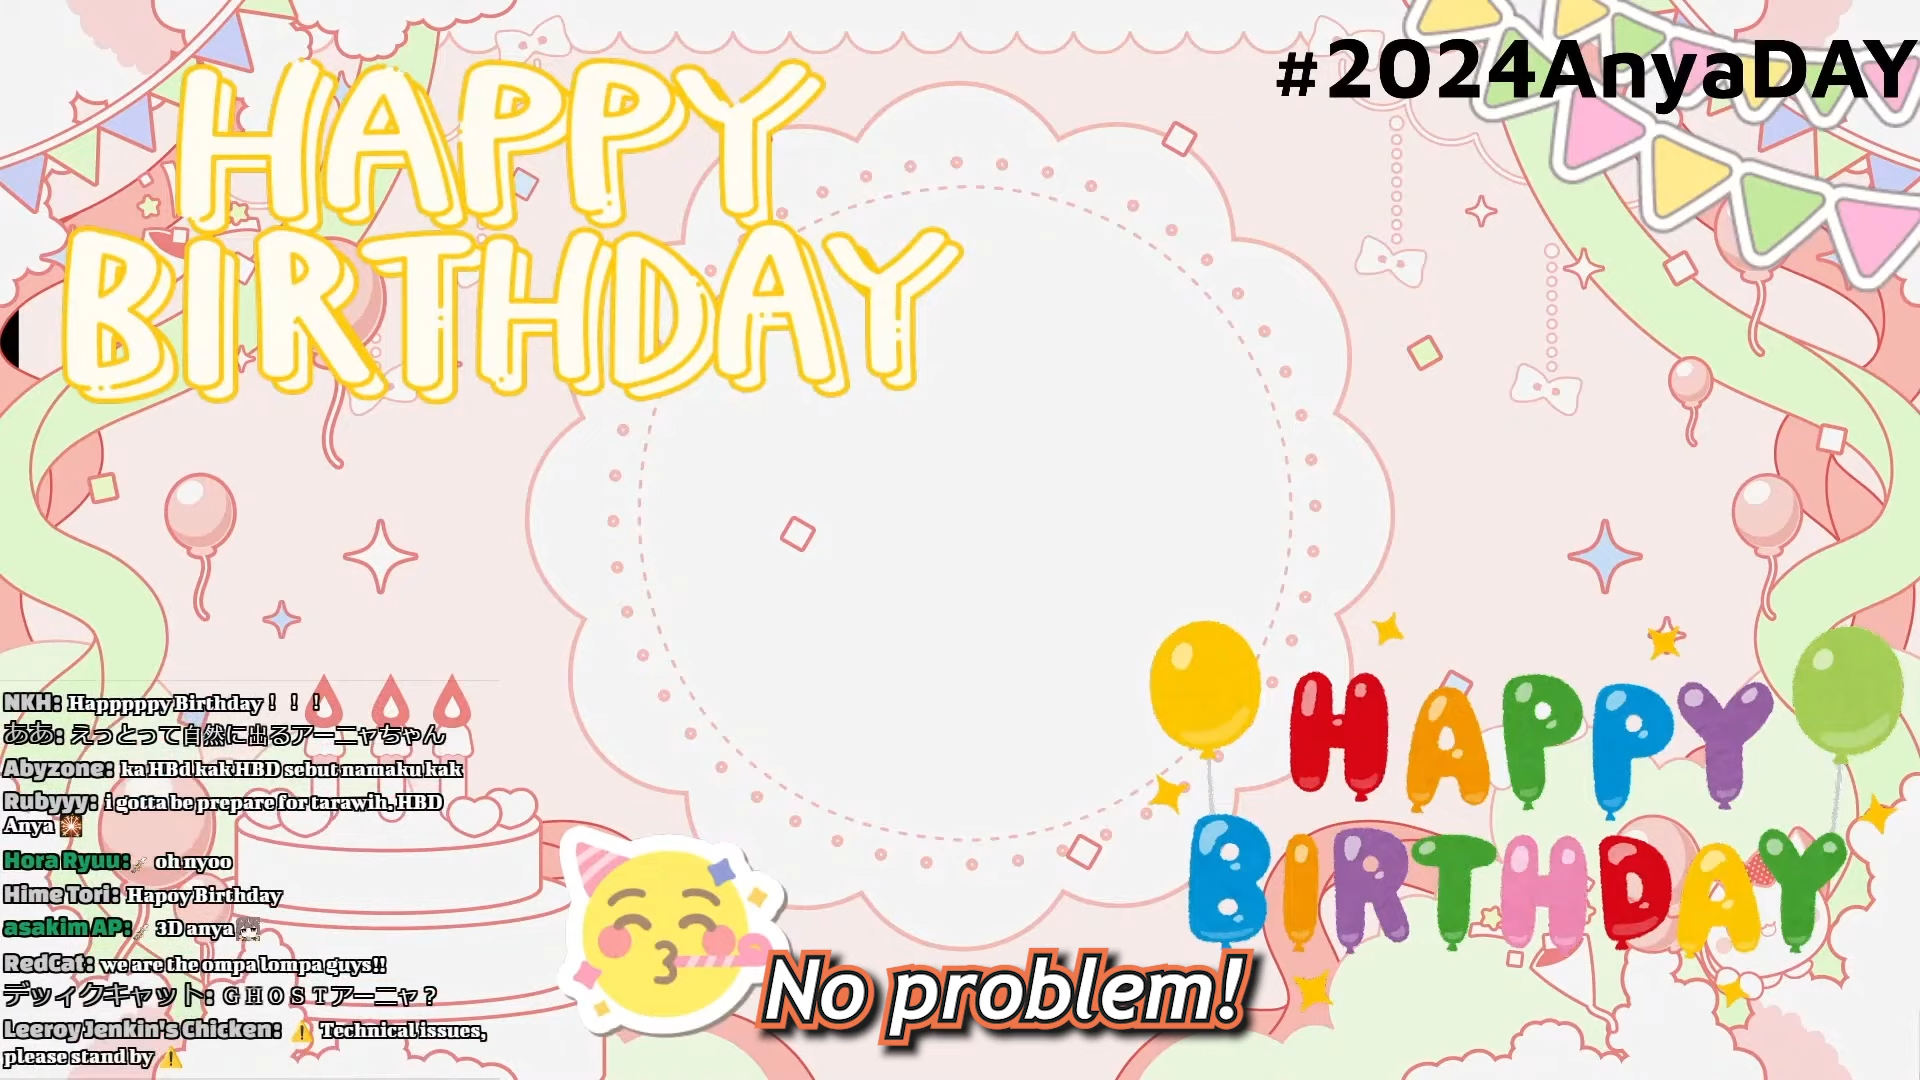 #2024AnyaDAY
HAPPY
BIRTHDAY
HAPPY
BIRTHDAY
NKH: Happpppy Birthday！！！
ああ: えっとって自然に出るアーニャちゃん
Abyzone: ka HBd kak HBD sebut namaku kak
Rubyyy: i gotta be prepare for tarawih. HBD
Anya
Hora Ryuu: oh nyoo
Hime Tori: Hapoy Birthday
asakim AP: 3D anya
RedCat: we are the ompa lompa guys!!
ディクキャット: ＧＨＯＳＴアーニャ？
Leeroy Jenkin's Chicken: Technical issues,
please stand by
No problem!